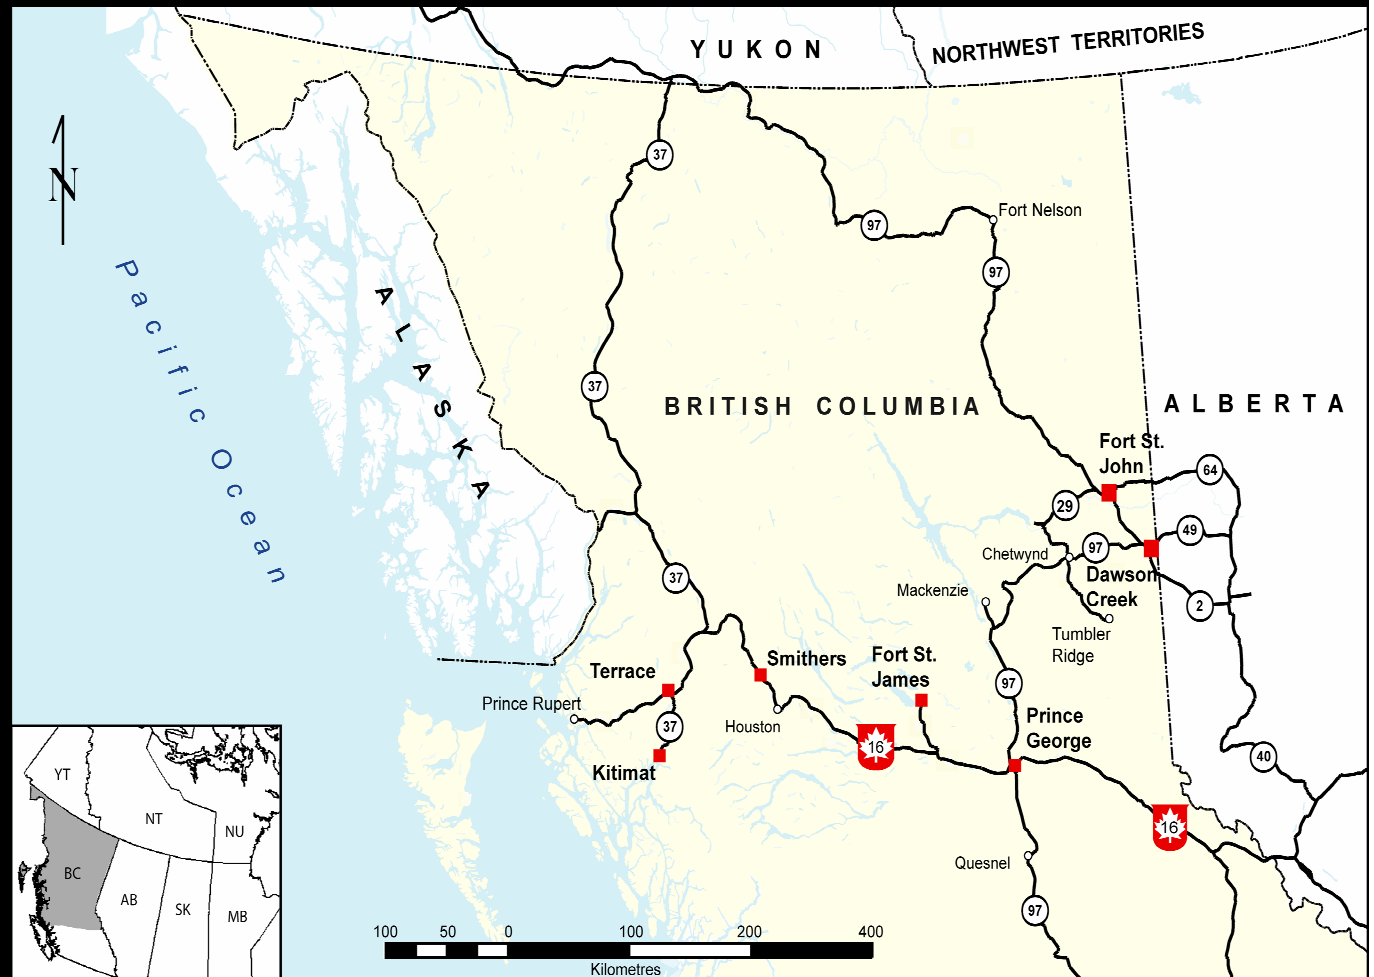 YUKON
NORTHWEST TERRITORIES
37
97
Fort Nelson
97
N
Pacific Ocean
ALASKA
37
BRITISH COLUMBIA
ALBERTA
Fort St.
John
64
29
49
37
Chetwynd
97
Dawson
Creek
2
Mackenzie
Tumbler
Ridge
Terrace
Smithers
Fort St.
James
97
Prince Rupert
37
Houston
16
Prince
George
Kitimat
40
16
Quesnel
97
YT
NT
NU
BC
AB
SK
MB
100 50 0 100 200 400
Kilometres